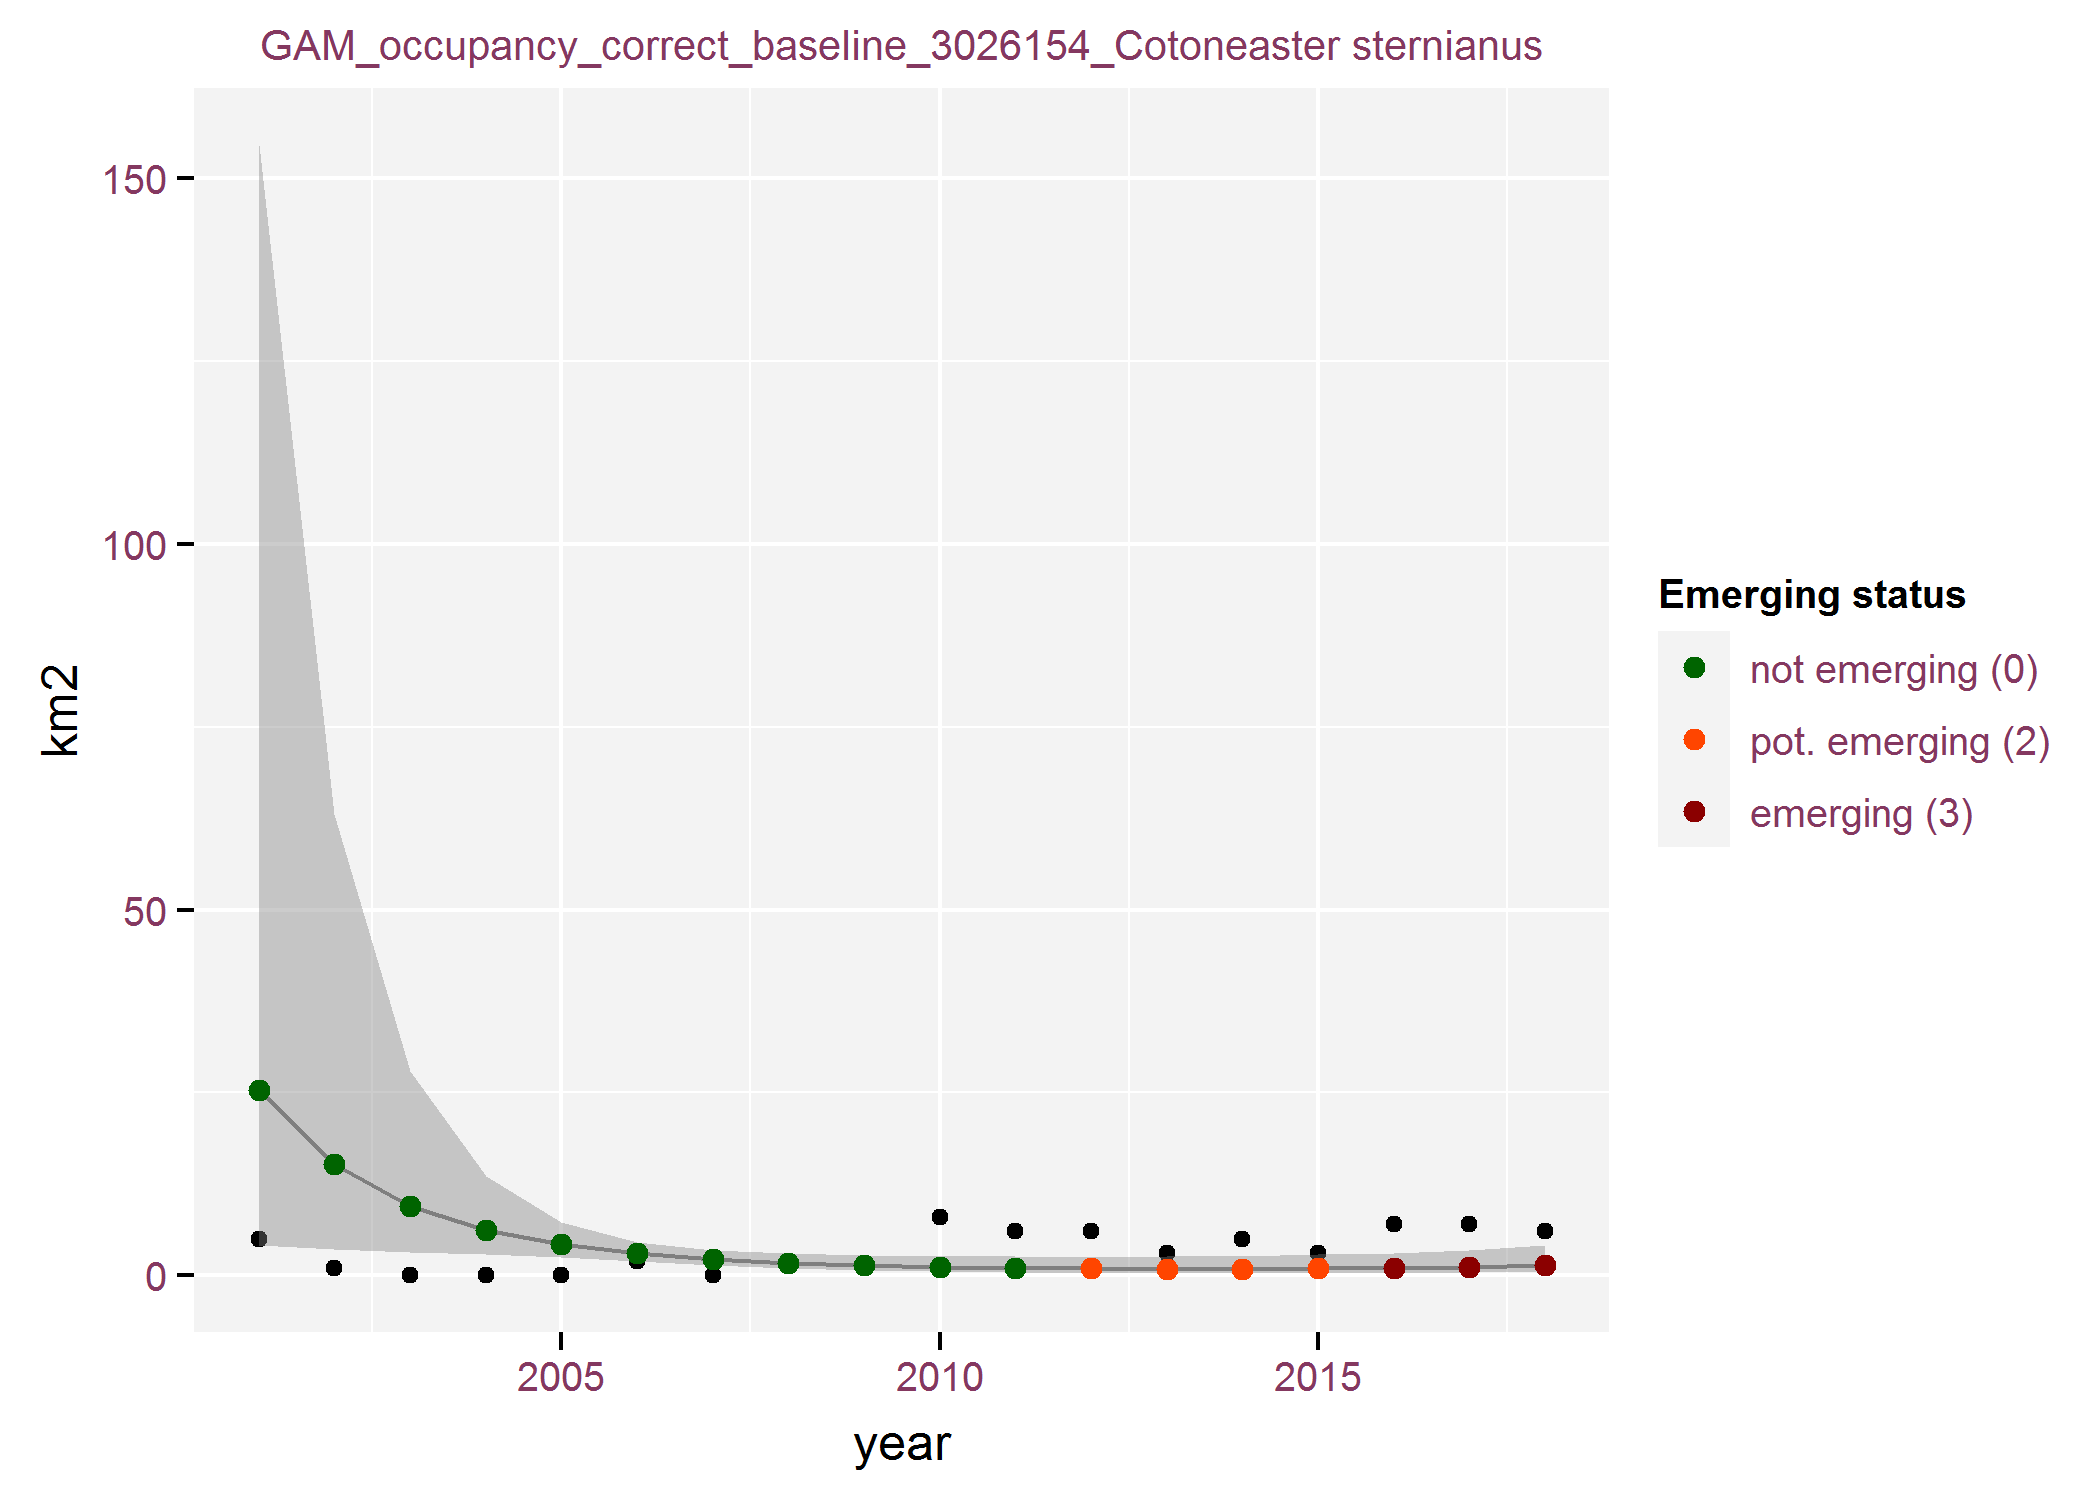 GAM_occupancy_correct_baseline_3026154_Cotoneaster sternianus
150
100
50
0
km2
2005
2010
2015
year
Emerging status
not emerging (0)
pot. emerging (2)
emerging (3)